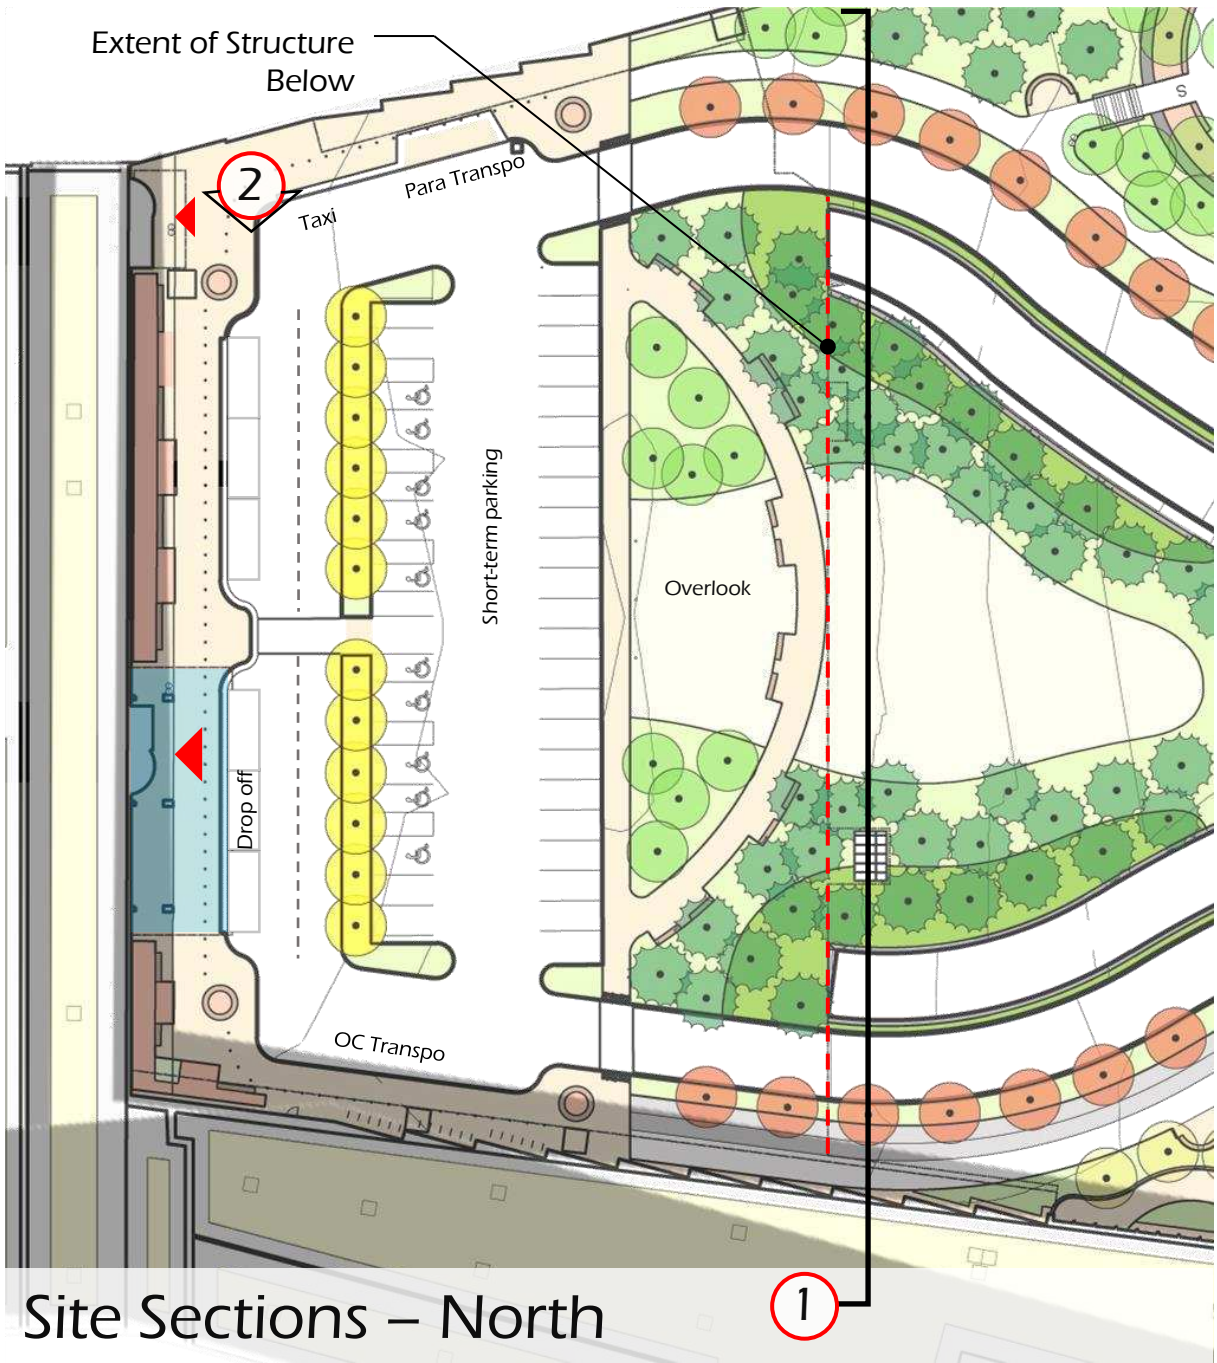 Extent of Structure
Below
S
2
Para Transpo
Taxi
Short-term parking
Overlook
Drop off
OC Transpo
1
Site Sections – North